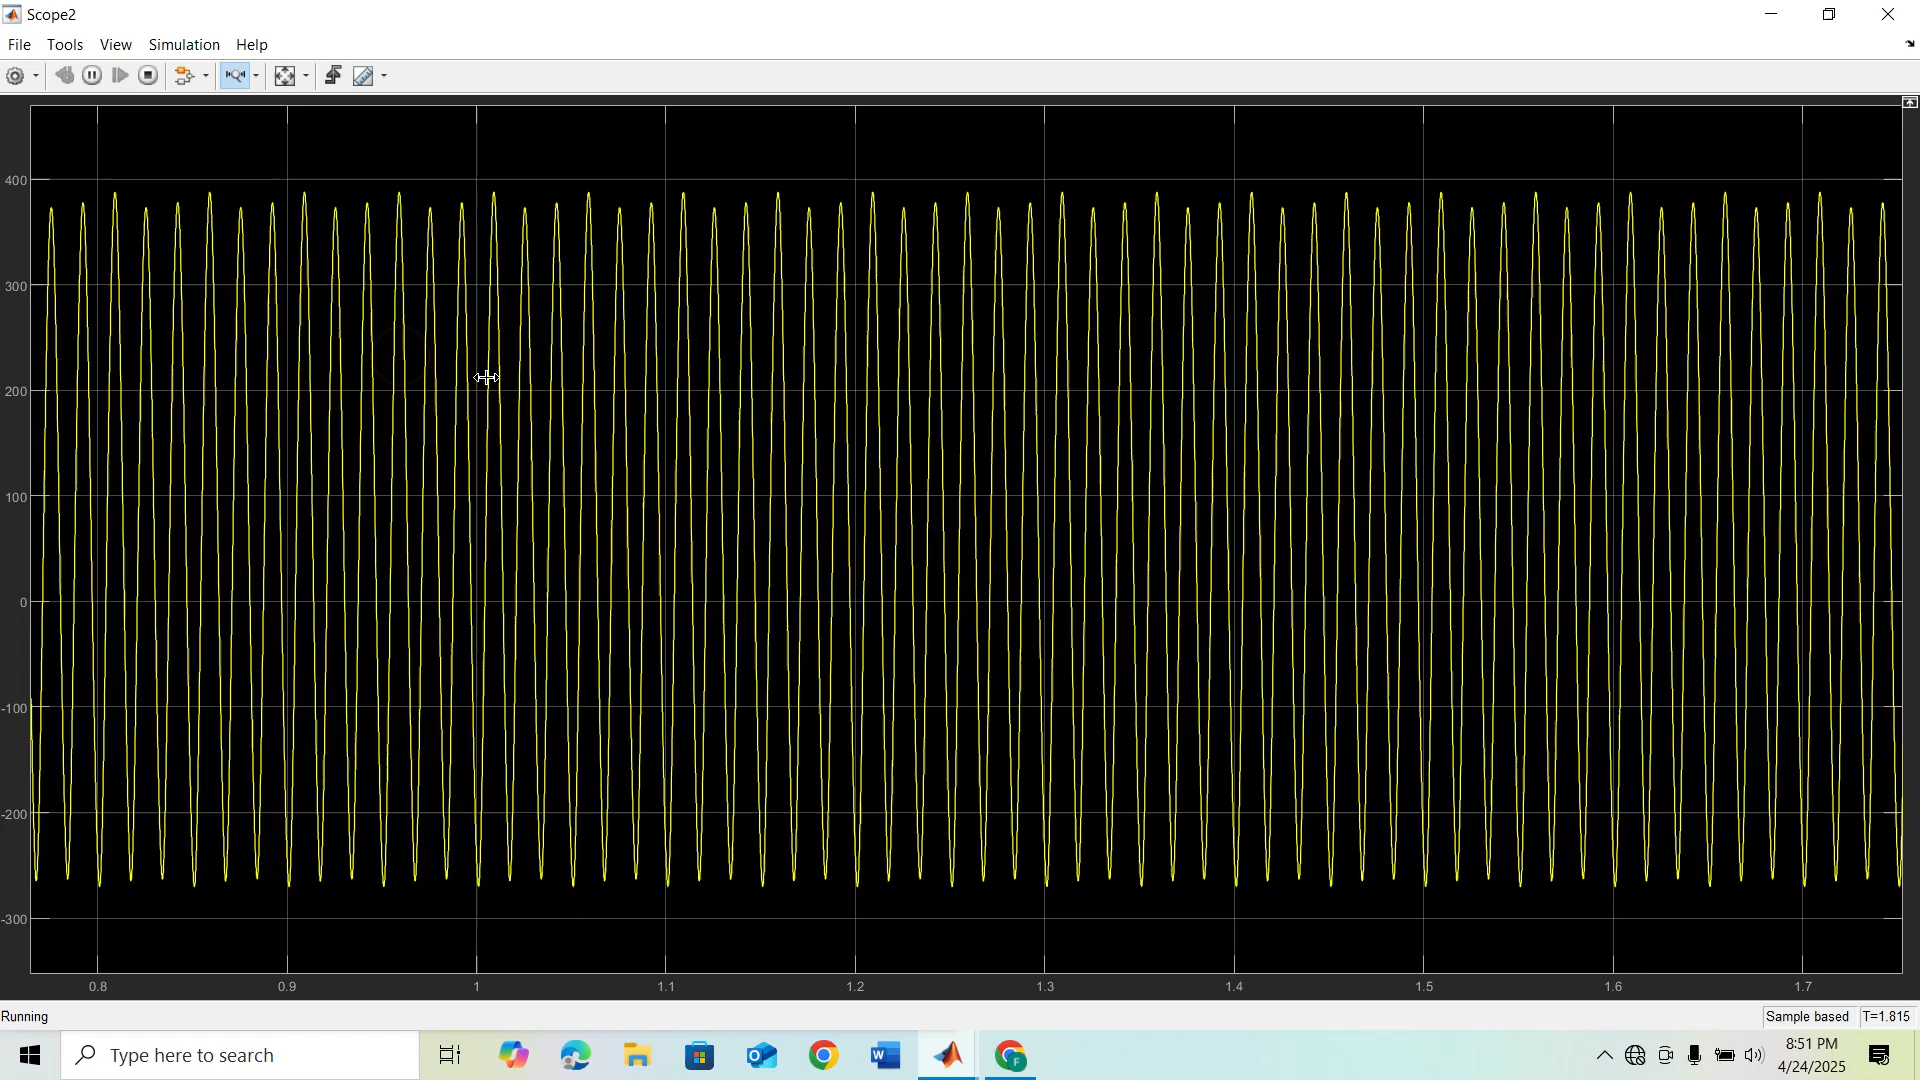 Scope2
File Tools View Simulation Help
400
300
200
100
0
-100
-200
-300
0.8 0.9 1 1.1 1.2 1.3 1.4 1.5 1.6 1.7
Running Sample based T=1.815
Type here to search
8:51 PM
4/24/2025